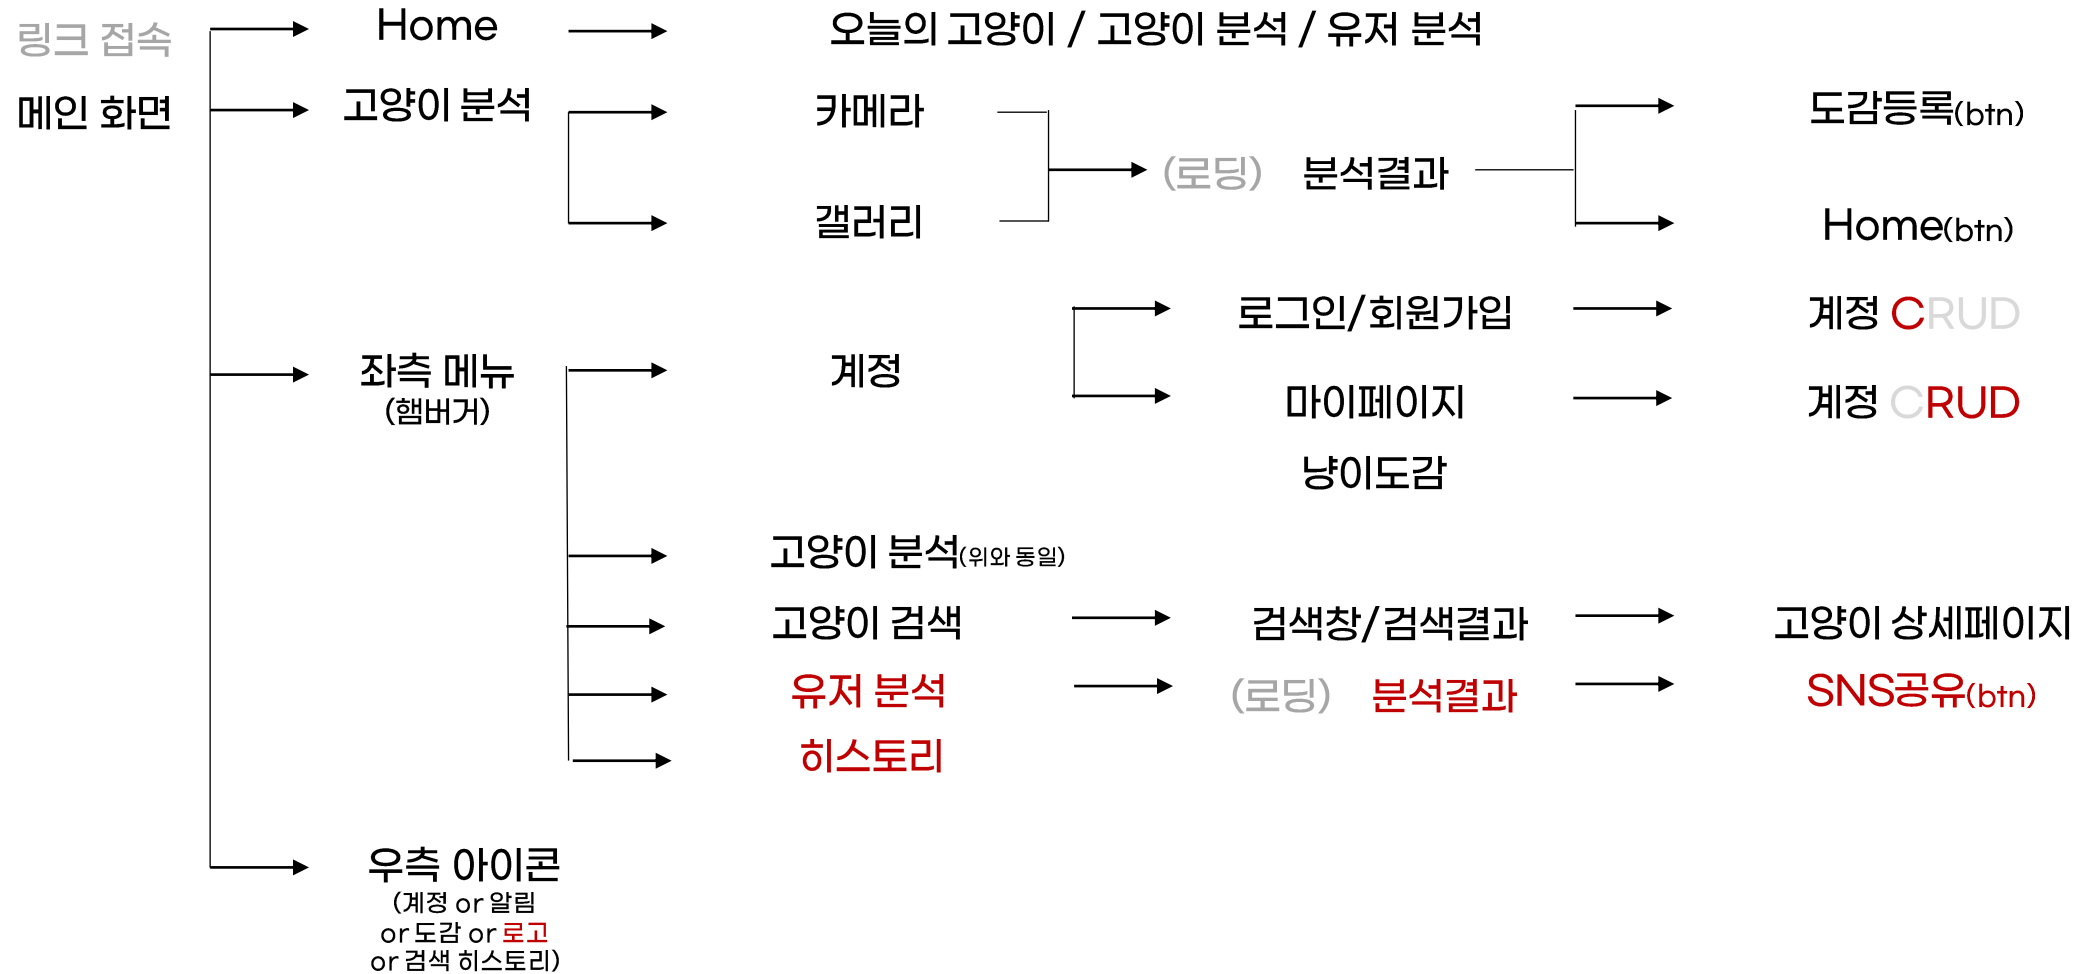 링크 접속
메인 화면
Home
오늘의 고양이 / 고양이 분석 / 유저 분석
고양이 분석
카메라
갤러리
(로딩) 분석결과
도감등록(btn)
Home(btn)
좌측 메뉴
(햄버거)
계정
로그인/회원가입
계정 CRUD
마이페이지
계정 CRUD
냥이도감
고양이 분석(위와 동일)
고양이 검색
검색창/검색결과
고양이 상세페이지
유저 분석
(로딩) 분석결과
SNS공유(btn)
히스토리
우측 아이콘
(계정 or 알림
or 도감 or 로고
or 검색 히스토리)